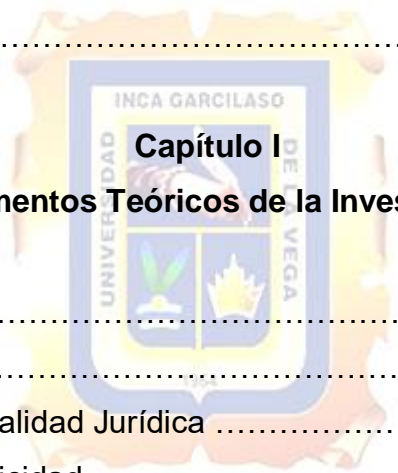 ………………………………………
INCA GARCILASO
UNIVERSIDAD
DE LA VEGA
Capítulo I
mentos Teóricos de la Inves
………………………………………
………………………………………
1964
alidad Jurídica ……………